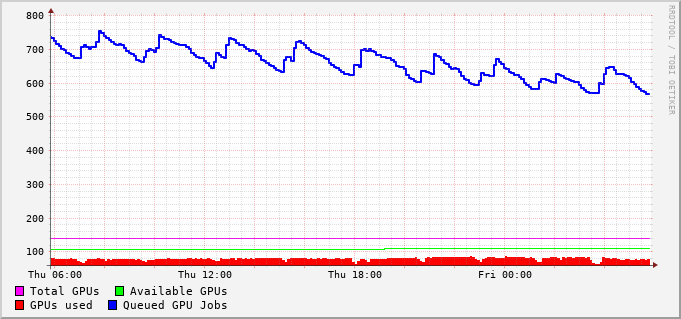 800
700
600
500
400
300
200
100
Thu 06:00 Thu 12:00 Thu 18:00 Fri 00:00
Total GPUs Available GPUs
GPUs used Queued GPU Jobs
RRDTOOL / TOBI OETIKER